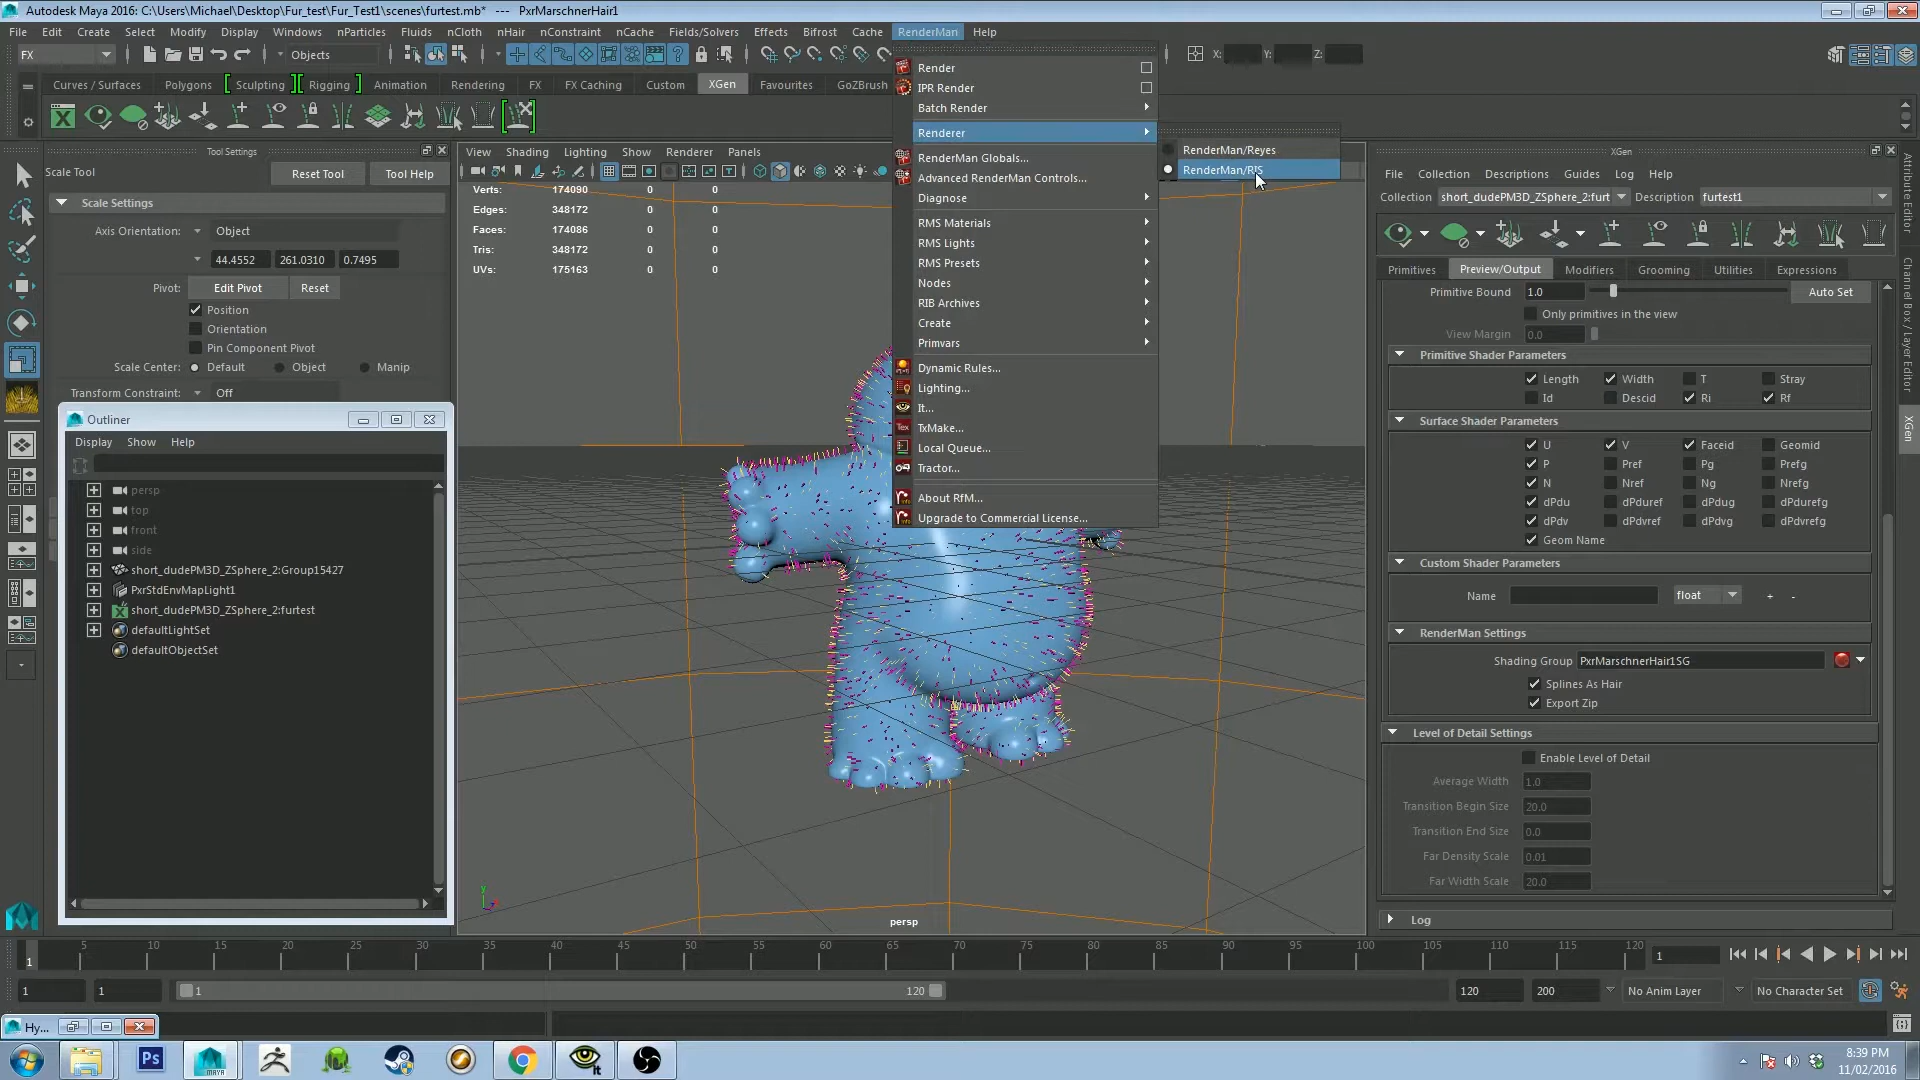 Autodesk Maya 2016: C:\Users\Michael\Desktop\Fur_test\Fur_Test1\scenes\furtest.mb* --- PxrMarschnerHair1
File Edit Create Select Modify Display Windows nParticles Fluids nCloth nHair nConstraint nCache Fields/Solvers Effects Bifrost Cache RenderMan Help
FX Objects X: Y: Z:
Curves / Surfaces Polygons Sculpting Rigging Animation Rendering FX FX Caching Custom XGen Favourites GoZBrush
Tool Settings
Scale Tool Reset Tool Tool Help
Scale Settings
Axis Orientation: Object
44.4552 261.0310 0.7495
Pivot: Edit Pivot Reset
Position
Orientation
Pin Component Pivot
Scale Center: Default Object Manip
Transform Constraint: Off
Outliner
Display Show Help
persp
top
front
side
short_dudePM3D_ZSphere_2:Group15427
PxrStdEnvMapLight1
short_dudePM3D_ZSphere_2:furtest
defaultLightSet
defaultObjectSet
View Shading Lighting Show Renderer Panels
Verts: 174090 0 0
Edges: 348172 0 0
Faces: 174086 0 0
Tris: 348172 0 0
UVs: 175163 0 0
Render
IPR Render
Batch Render
Renderer
RenderMan Globals...
Advanced RenderMan Controls...
Diagnose
RMS Materials
RMS Lights
RMS Presets
Nodes
RIB Archives
Create
Primvars
Dynamic Rules...
Lighting...
It...
TxMake...
Local Queue...
Tractor...
About RfM...
Upgrade to Commercial License...
RenderMan/Reyes
RenderMan/RIS
persp
XGen
File Collection Descriptions Guides Log Help
Collection short_dudePM3D_ZSphere_2:furt Description furtest1
Primitives Preview/Output Modifiers Grooming Utilities Expressions
Primitive Bound 1.0 Auto Set
Only primitives in the view
View Margin 0.0
Primitive Shader Parameters
Length Width T Stray
Id Descid Ri Rf
Surface Shader Parameters
U V Faceid Geomid
P Pref Pg Prefg
N Nref Ng Nrefg
dPdu dPduref dPdug dPdurefg
dPdv dPdvref dPdvg dPdvrefg
Geom Name
Custom Shader Parameters
Name float + -
RenderMan Settings
Shading Group PxrMarschnerHair1SG
Splines As Hair
Export Zip
Level of Detail Settings
Enable Level of Detail
Average Width 1.0
Transition Begin Size 20.0
Transition End Size 0.0
Far Density Scale 0.01
Far Width Scale 20.0
Log
Attribute Editor
Channel Box / Layer Editor
XGen
5 10 15 20 25 30 35 40 45 50 55 60 65 70 75 80 85 90 95 100 105 110 115 120
1 1
1 1 1 120 120 200 No Anim Layer No Character Set
Hy...
Ps MAYA it
8:39 PM
11/02/2016